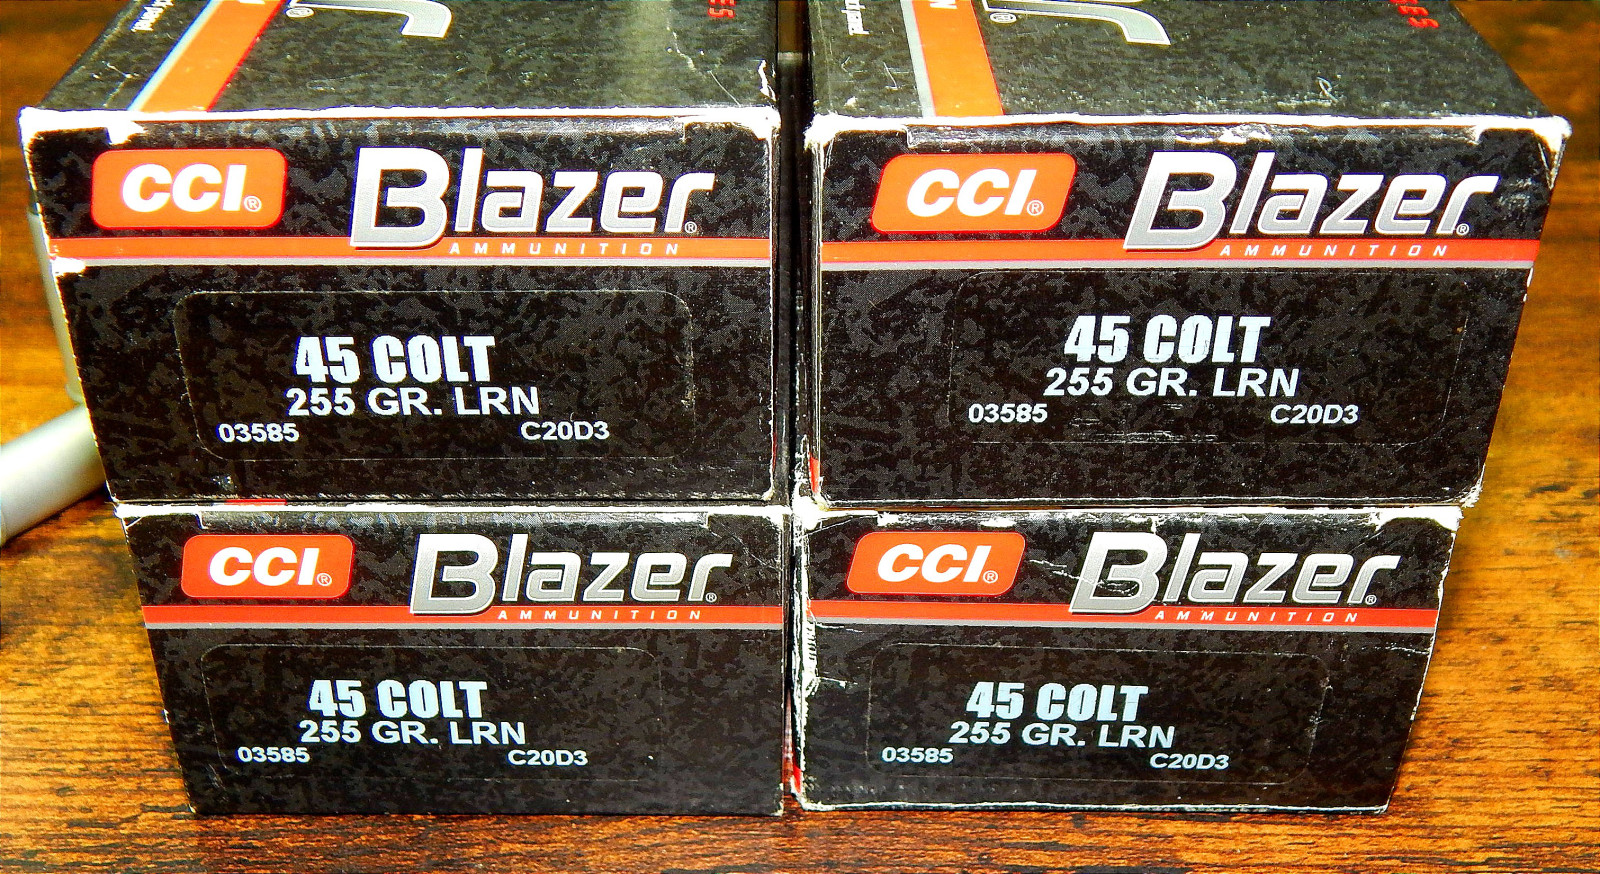 CCI® Blazer®
AMMUNITION
45 COLT
255 GR. LRN
03585 C20D3
CCI® Blazer®
AMMUNITION
45 COLT
255 GR. LRN
03585 C20D3
CCI® Blazer®
AMMUNITION
45 COLT
255 GR. LRN
03585 C20D3
CCI® Blazer®
AMMUNITION
45 COLT
255 GR. LRN
03585 C20D3